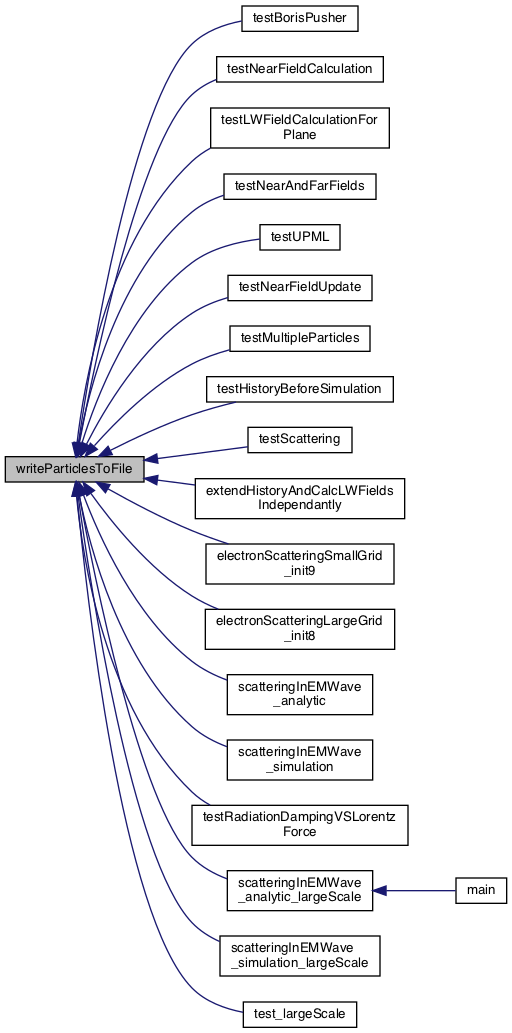 testBorisPusher
testNearFieldCalculation
testLWFieldCalculationFor
Plane
testNearAndFarFields
testUPML
testNearFieldUpdate
testMultipleParticles
testHistoryBeforeSimulation
testScattering
writeParticlesToFile
extendHistoryAndCalcLWFields
Independantly
electronScatteringSmallGrid
_init9
electronScatteringLargeGrid
_init8
scatteringInEMWave
_analytic
scatteringInEMWave
_simulation
testRadiationDampingVSLorentz
Force
scatteringInEMWave
_analytic_largeScale
main
scatteringInEMWave
_simulation_largeScale
test_largeScale